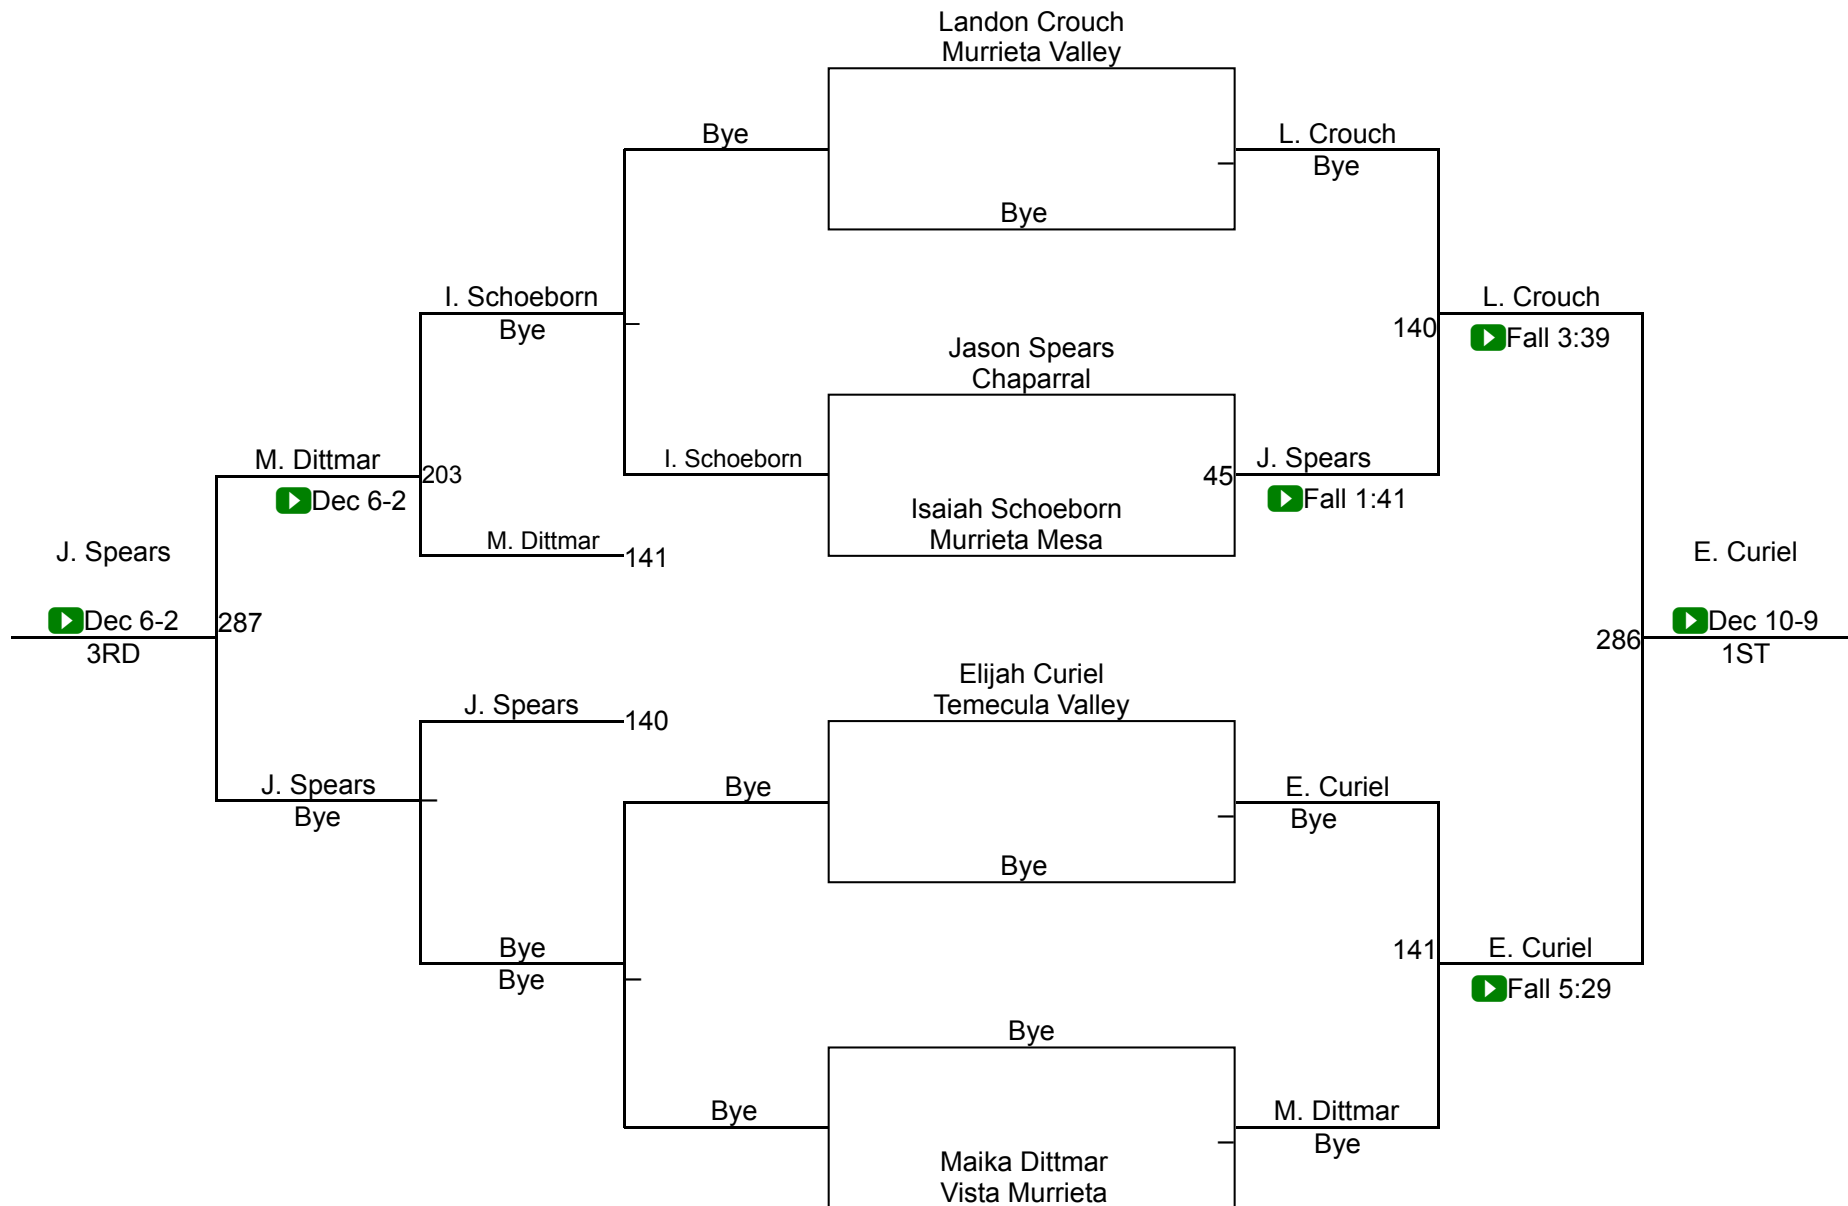 Landon Crouch
Murrieta Valley
Bye
L. Crouch
Bye
Bye
I. Schoeborn
Bye
L. Crouch
140
Fall 3:39
Jason Spears
Chaparral
M. Dittmar
203
I. Schoeborn
45
J. Spears
Dec 6-2
Fall 1:41
Isaiah Schoeborn
Murrieta Mesa
M. Dittmar
141
J. Spears
E. Curiel
Dec 6-2
287
3RD
286
Dec 10-9
1ST
Elijah Curiel
Temecula Valley
J. Spears
140
J. Spears
Bye
Bye
E. Curiel
Bye
Bye
Bye
Bye
141
E. Curiel
Fall 5:29
Bye
Bye
M. Dittmar
Bye
Maika Dittmar
Vista Murrieta